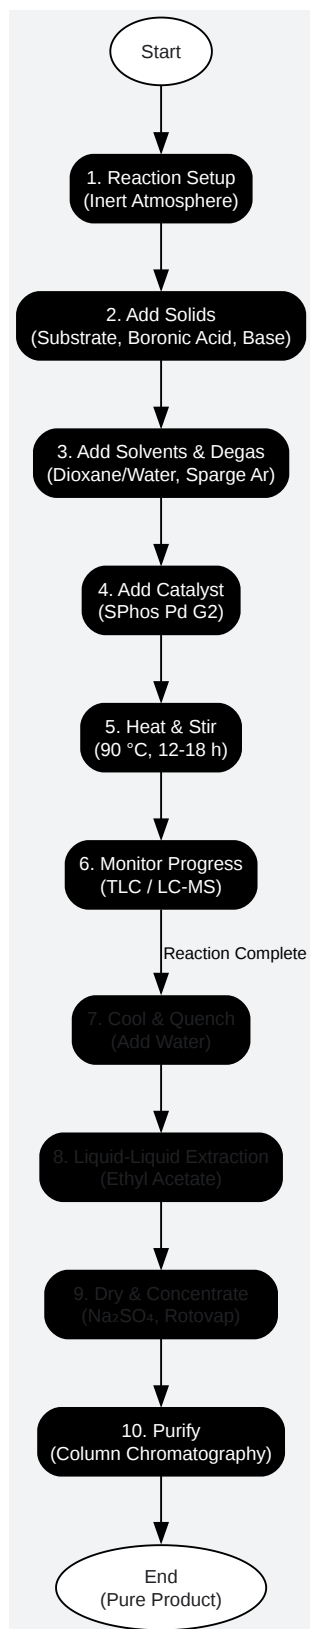 Start
1. Reaction Setup
(Inert Atmosphere)
2. Add Solids
(Substrate, Boronic Acid, Base)
3. Add Solvents & Degas
(Dioxane/Water, Sparge Ar)
4. Add Catalyst
(SPhos Pd G2)
5. Heat & Stir
(90 °C, 12-18 h)
6. Monitor Progress
(TLC / LC-MS)
Reaction Complete
7. Cool & Quench
(Add Water)
8. Liquid-Liquid Extraction
(Ethyl Acetate)
9. Dry & Concentrate
(Na₂SO₄, Rotovap)
10. Purify
(Column Chromatography)
End
(Pure Product)